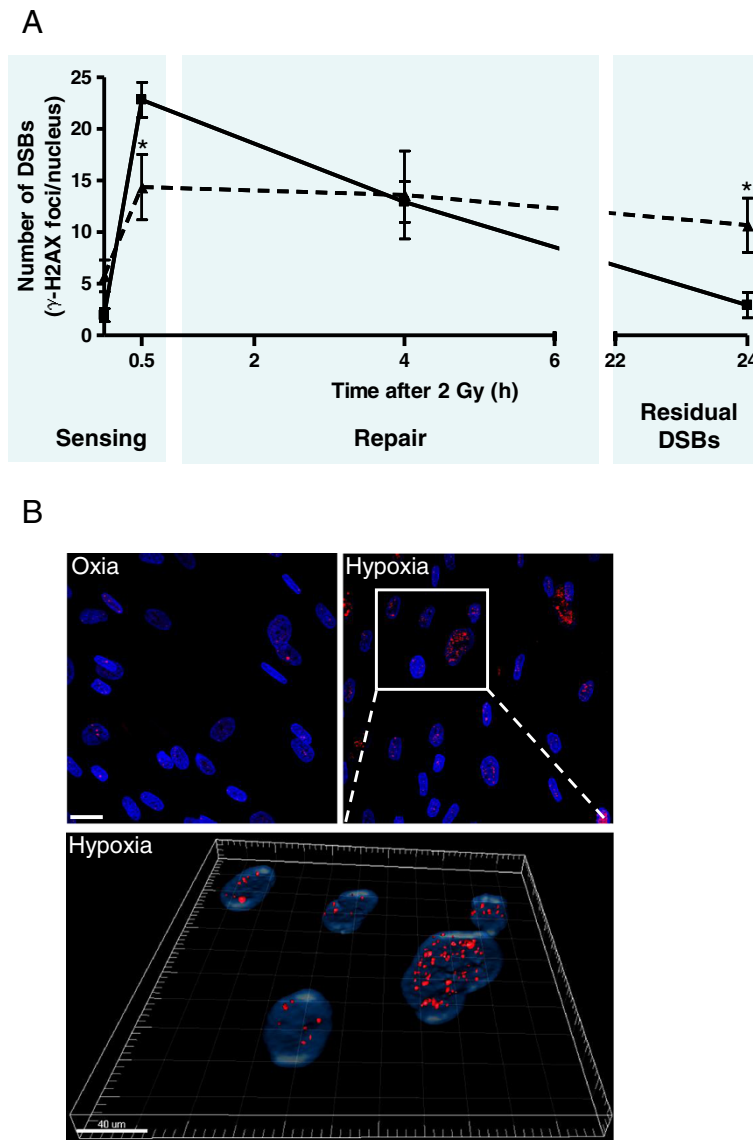 A
Number of DSBs
(γ-H2AX foci/nucleus)
25
20
15
10
5
0
*
*
0.5
2
4
6
22
24
Time after 2 Gy (h)
Sensing
Repair
Residual
DSBs
B
Oxia
Hypoxia
Hypoxia
40 um